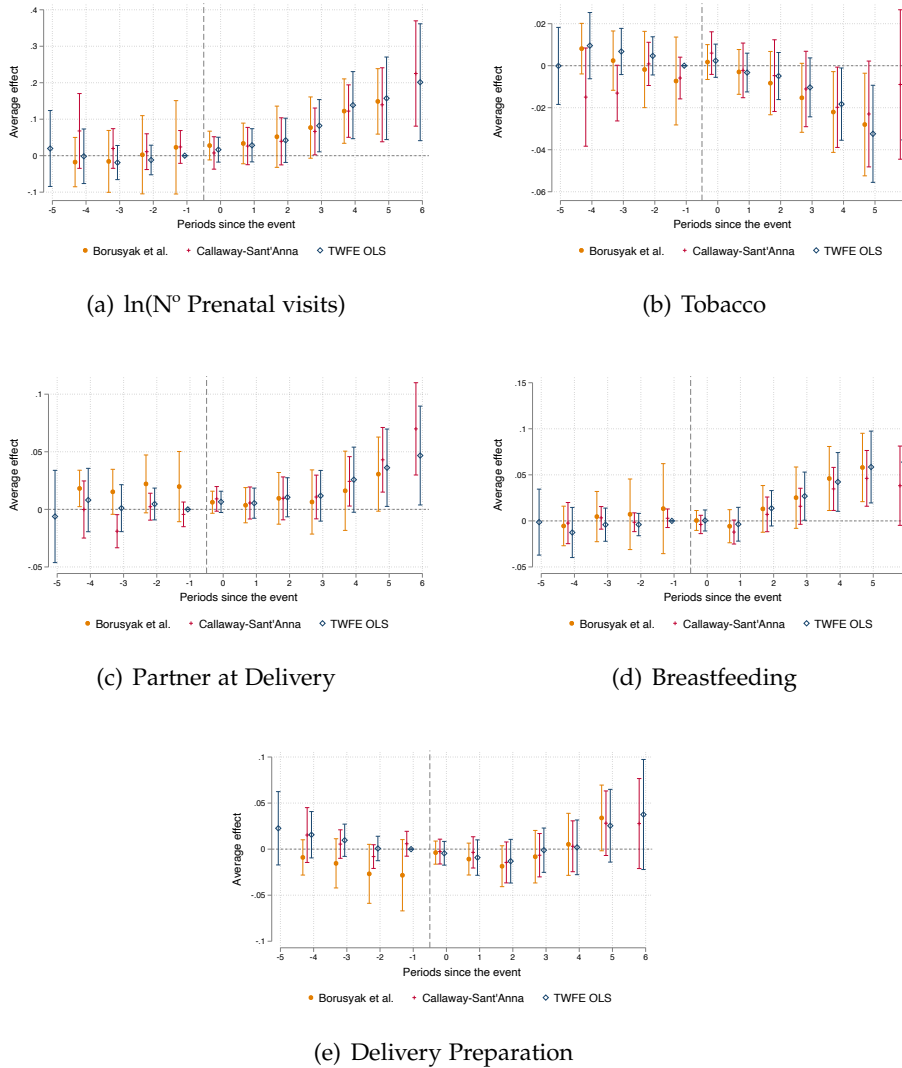 .4
.3
.2
.1
0
.1
Average effect
-5 -4 -3 -2 -1 0 1 2 3 4 5 6
Periods since the event
Borusyak et al. Callaway-Sant'Anna TWFE OLS
(a) ln(Nº Prenatal visits)
.02
0
-.02
-.04
-.06
Average effect
-5 -4 -3 -2 -1 0 1 2 3 4 5
Periods since the event
Borusyak et al. Callaway-Sant'Anna TWFE OLS
(b) Tobacco
.1
.05
0
-.05
Average effect
-5 -4 -3 -2 -1 0 1 2 3 4 5 6
Periods since the event
Borusyak et al. Callaway-Sant'Anna TWFE OLS
(c) Partner at Delivery
.15
.1
.05
0
-.05
Average effect
-5 -4 -3 -2 -1 0 1 2 3 4 5
Periods since the event
Borusyak et al. Callaway-Sant'Anna TWFE OLS
(d) Breastfeeding
.1
.05
0
-.05
-.1
Average effect
-5 -4 -3 -2 -1 0 1 2 3 4 5 6
Periods since the event
Borusyak et al. Callaway-Sant'Anna TWFE OLS
(e) Delivery Preparation